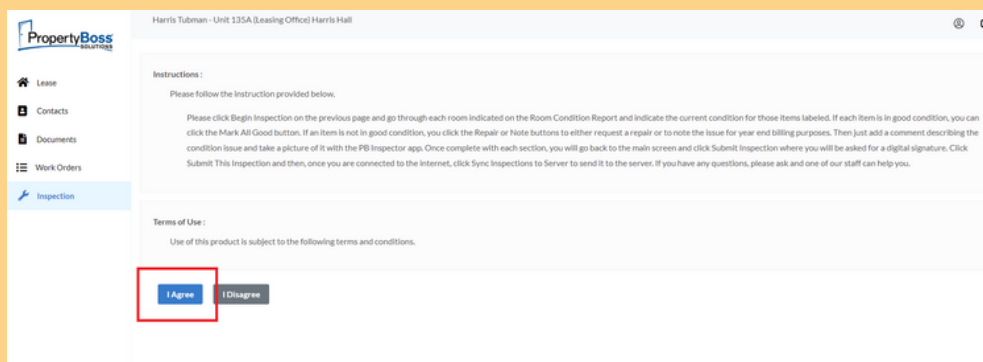 Harris Tubman - Unit 135A (Leasing Office) Harris Hall
PropertyBoss
SOLUTIONS
Lease
Contacts
Documents
Work Orders
Inspection
Instructions :
Please follow the instruction provided below.
Please click Begin Inspection on the previous page and go through each room indicated on the Room Condition Report and indicate the current condition for those items labeled. If each item is in good condition, you can
click the Mark All Good button. If an item is not in good condition, you click the Repair or Note buttons to either request a repair or to note the issue for year end billing purposes. Then just add a comment describing the
condition issue and take a picture of it with the PB Inspector app. Once complete with each section, you will go back to the main screen and click Submit Inspection where you will be asked for a digital signature. Click
Submit This Inspection and then, once you are connected to the internet, click Sync Inspections to Server to send it to the server. If you have any questions, please ask and one of our staff can help you.
Terms of Use :
Use of this product is subject to the following terms and conditions.
I Agree
I Disagree